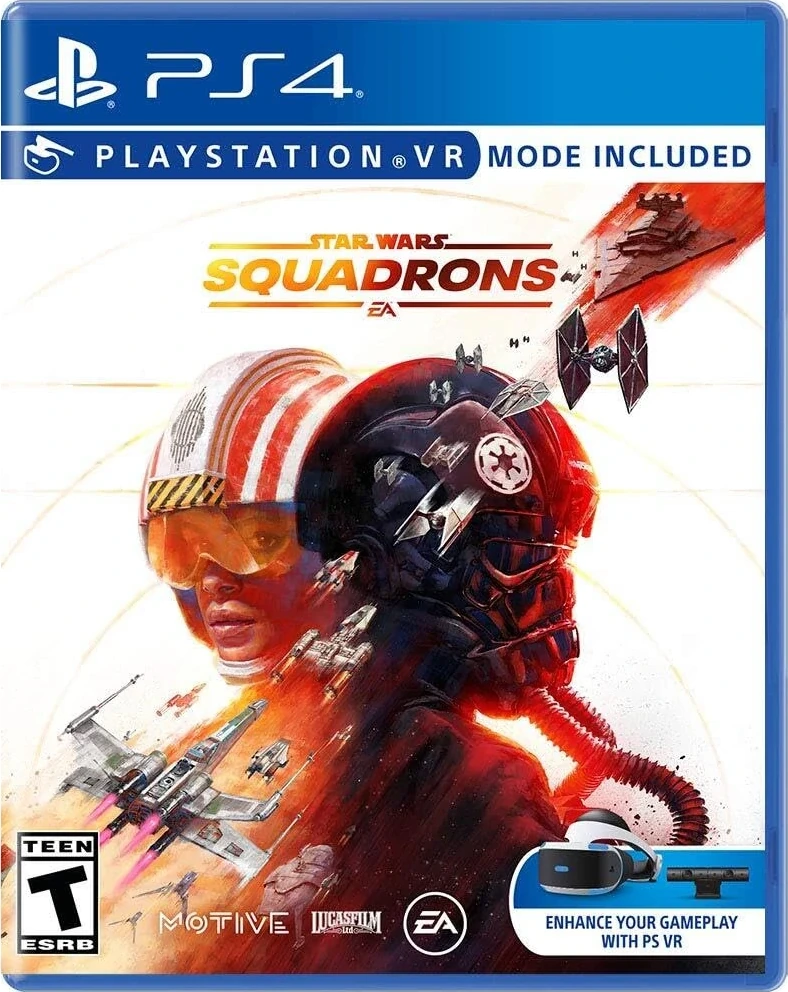 PS4
PLAYSTATION®VR MODE INCLUDED
STAR WARS
SQUADRONS
EA
TEEN
T
ESRB
MOTIVE
LUCASFILM
Ltd
EA
ENHANCE YOUR GAMEPLAY
WITH PS VR